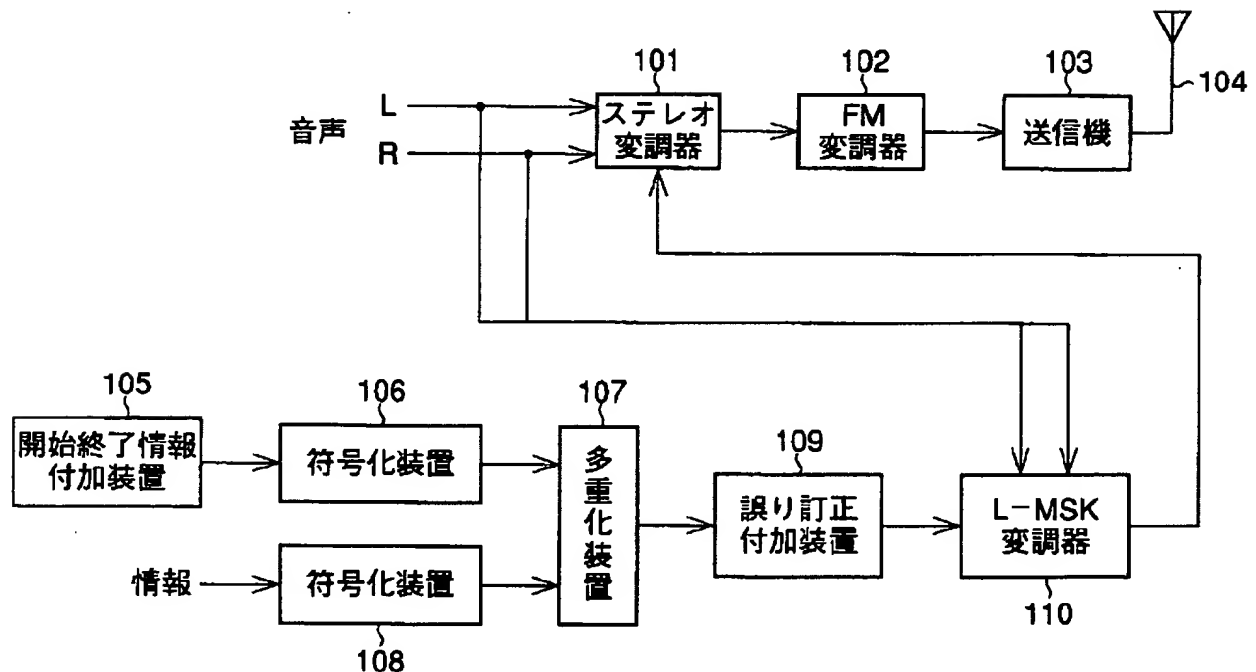 101
102
103
104
音声
L
R
ステレオ
変調器
FM
変調器
送信機
105
106
107
開始終了情報
付加装置
符号化装置
多重化装置
109
誤り訂正
付加装置
L-MSK
変調器
110
情報
符号化装置
108